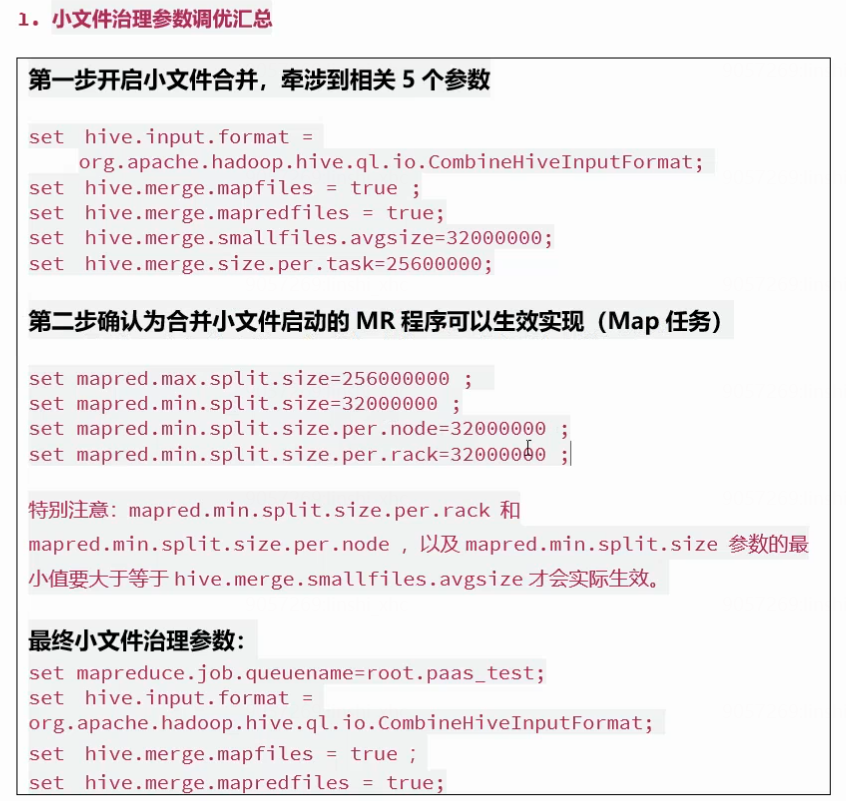 1. 小文件治理参数调优汇总
第一步开启小文件合并，牵涉到相关 5 个参数
set hive.input.format =
org.apache.hadoop.hive.ql.io.CombineHiveInputFormat;
set hive.merge.mapfiles = true ;
set hive.merge.mapredfiles = true;
set hive.merge.smallfiles.avgsize=32000000;
set hive.merge.size.per.task=25600000;
第二步确认为合并小文件启动的 MR 程序可以生效实现（Map 任务）
set mapred.max.split.size=256000000 ;
set mapred.min.split.size=32000000 ;
set mapred.min.split.size.per.node=32000000 ;
set mapred.min.split.size.per.rack=32000000 ;
特别注意：mapred.min.split.size.per.rack 和
mapred.min.split.size.per.node ，以及 mapred.min.split.size 参数的最
小值要大于等于 hive.merge.smallfiles.avgsize 才会实际生效。
最终小文件治理参数：
set mapreduce.job.queuename=root.paas_test;
set hive.input.format =
org.apache.hadoop.hive.ql.io.CombineHiveInputFormat;
set hive.merge.mapfiles = true ;
set hive.merge.mapredfiles = true;